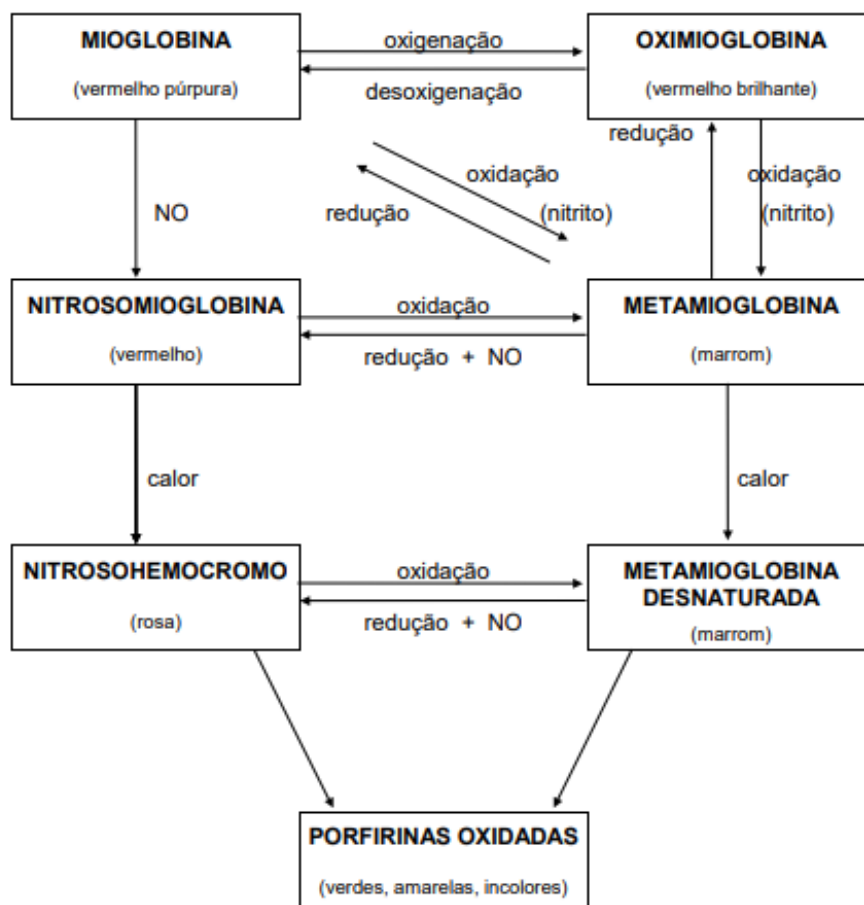 MIOGLOBINA
(vermelho púrpura)
oxigenação
desoxigenação
OXIMIOGLOBINA
(vermelho brilhante)
NO
oxidação
(nitrito)
redução
redução
oxidação
(nitrito)
NITROSOMIOGLOBINA
(vermelho)
oxidação
redução + NO
METAMIOGLOBINA
(marrom)
calor
calor
NITROSOHEMOCROMO
(rosa)
oxidação
redução + NO
METAMIOGLOBINA
DESNATURADA
(marrom)
PORFIRINAS OXIDADAS
(verdes, amarelas, incolores)